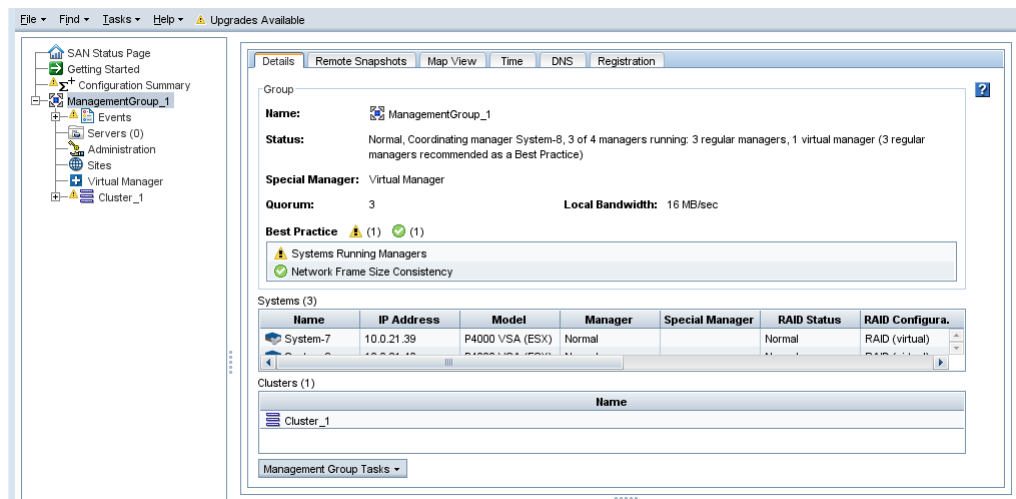 File Find Tasks Help Upgrades Available
SAN Status Page
Getting Started
Configuration Summary
ManagementGroup_1
Events
Servers (0)
Administration
Sites
Virtual Manager
Cluster_1
Details Remote Snapshots Map View Time DNS Registration
Group
Name: ManagementGroup_1
Status: Normal, Coordinating manager System-8, 3 of 4 managers running: 3 regular managers, 1 virtual manager (3 regular
managers recommended as a Best Practice)
Special Manager: Virtual Manager
Quorum: 3 Local Bandwidth: 16 MB/sec
Best Practice (1) (1)
Systems Running Managers
Network Frame Size Consistency
Systems (3)
Name IP Address Model Manager Special Manager RAID Status RAID Configura.
System-7 10.0.21.39 P4000 VSA (ESX) Normal Normal RAID (virtual)
Clusters (1)
Name
Cluster_1
Management Group Tasks